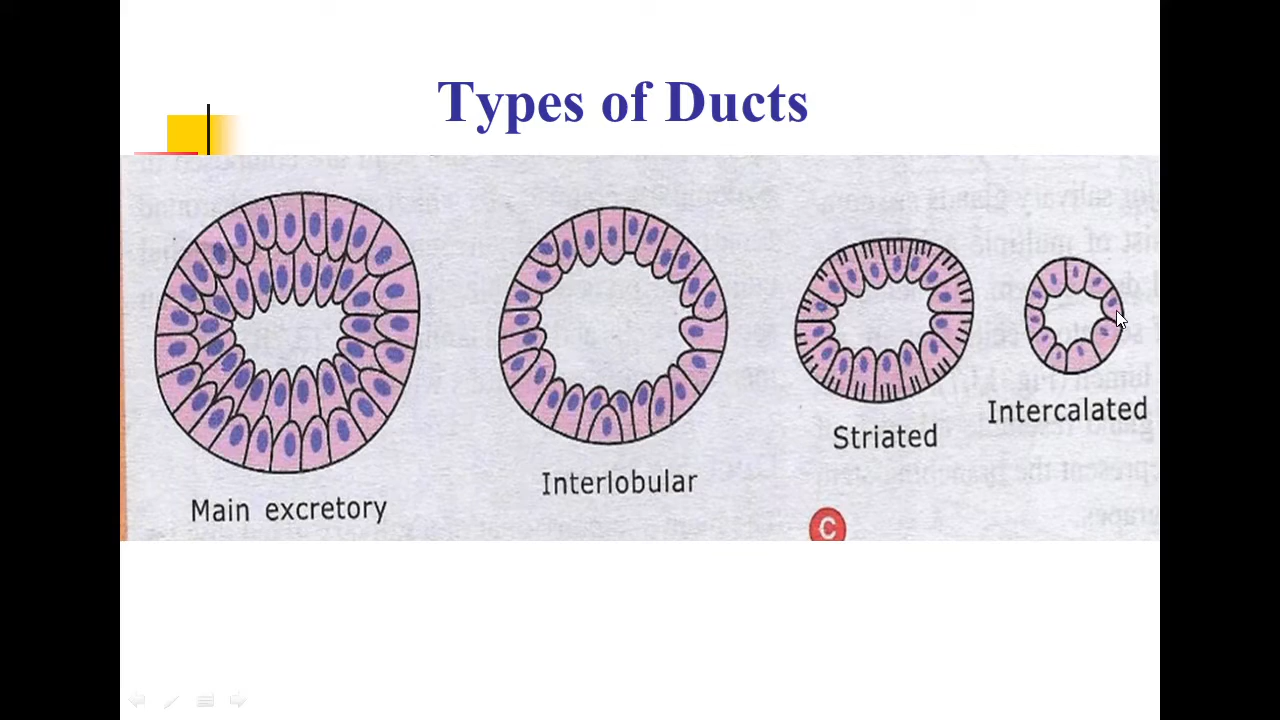 Types of Ducts
Main excretory
Interlobular
Striated
Intercalated
C